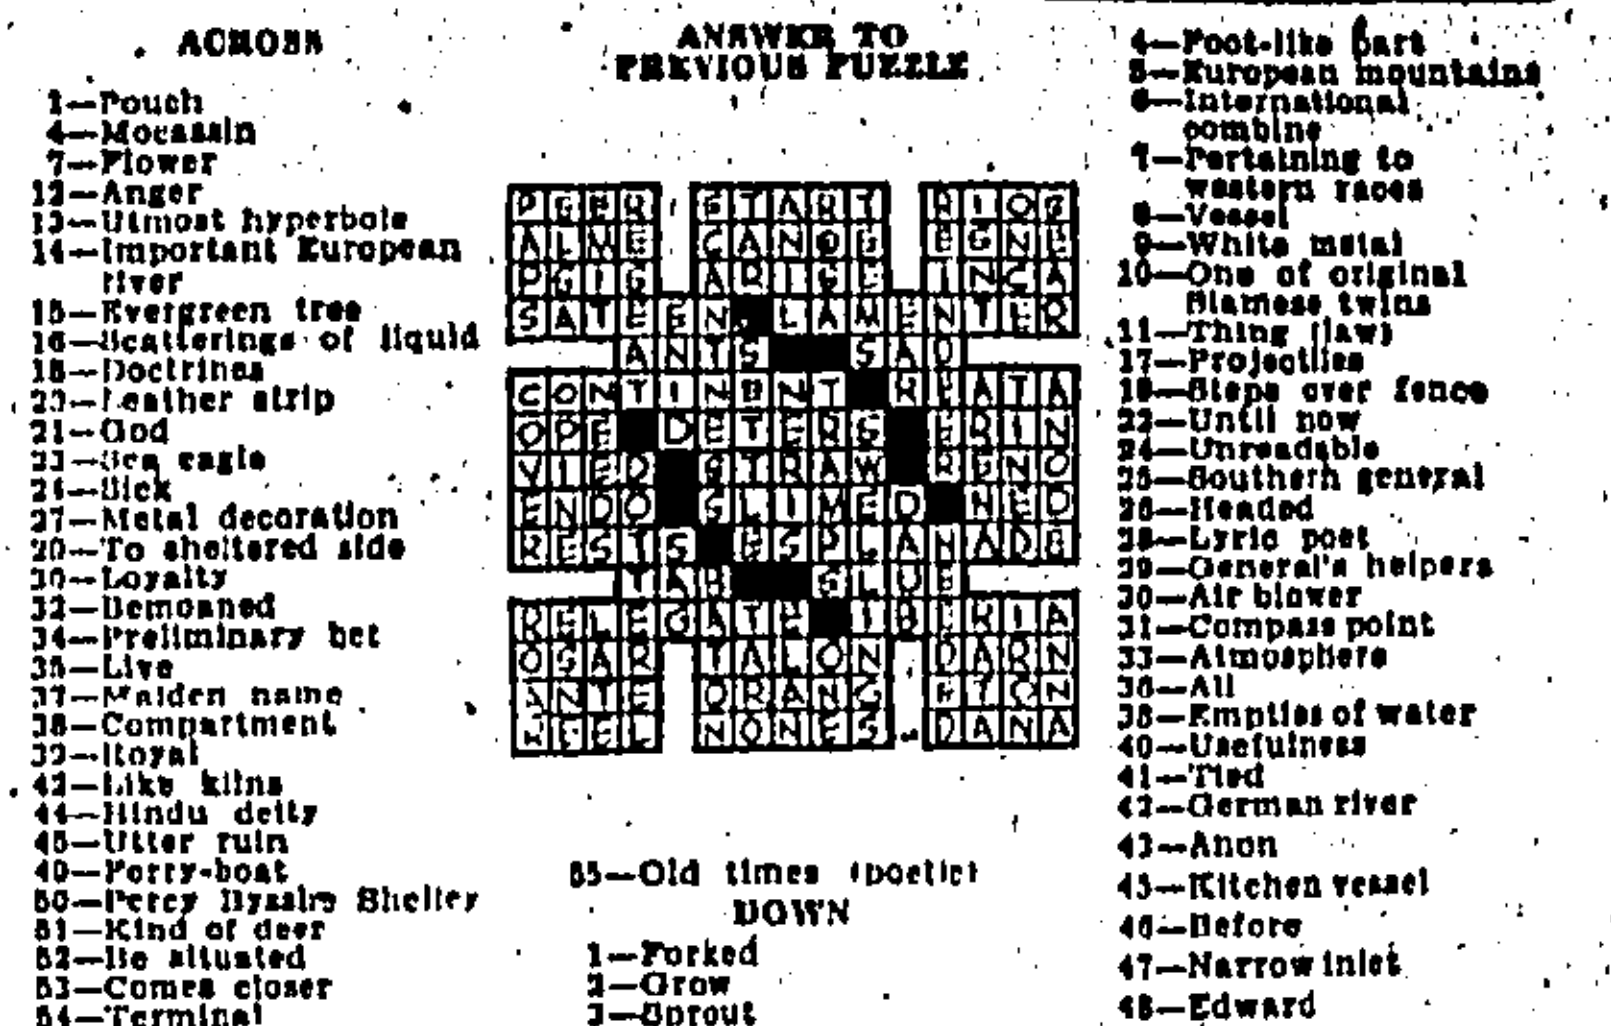 ACROSS
1—Pouch
4—Mocassin
7—Flower
12—Anger
13—Utmost hyperbole
14—Important European
river
15—Evergreen tree
16—Scatterings of liquid
18—Doctrines
20—Leather strip
21—God
23—Sea eagle
24—Sick
27—Metal decoration
29—To sheltered side
30—Loyalty
32—Bemoaned
34—Preliminary bet
35—Live
37—Maiden name
38—Compartment
39—Royal
42—Like kilns
44—Hindu deity
45—Utter ruin
49—Ferry-boat
50—Percy Bysshe Shelley
51—Kind of deer
52—Be situated
53—Comes closer
54—Terminal
ANSWER TO
PREVIOUS PUZZLE
55—Old times (poetic)
DOWN
1—Forked
2—Grow
3—Sprout
4—Foot-like part
5—European mountains
6—International
combine
7—Pertaining to
western races
8—Vessel
9—White metal
10—One of original
Siamese twins
11—Thing (law)
17—Projectiles
19—Steps over fence
22—Until now
24—Unreadable
25—Southern general
26—Headed
28—Lyric poet
29—General's helpers
30—Air blower
31—Compass point
33—Atmosphere
36—All
38—Empties of water
40—Usefulness
41—Tied
42—German river
43—Anon
45—Kitchen vessel
46—Before
47—Narrow inlet
48—Edward